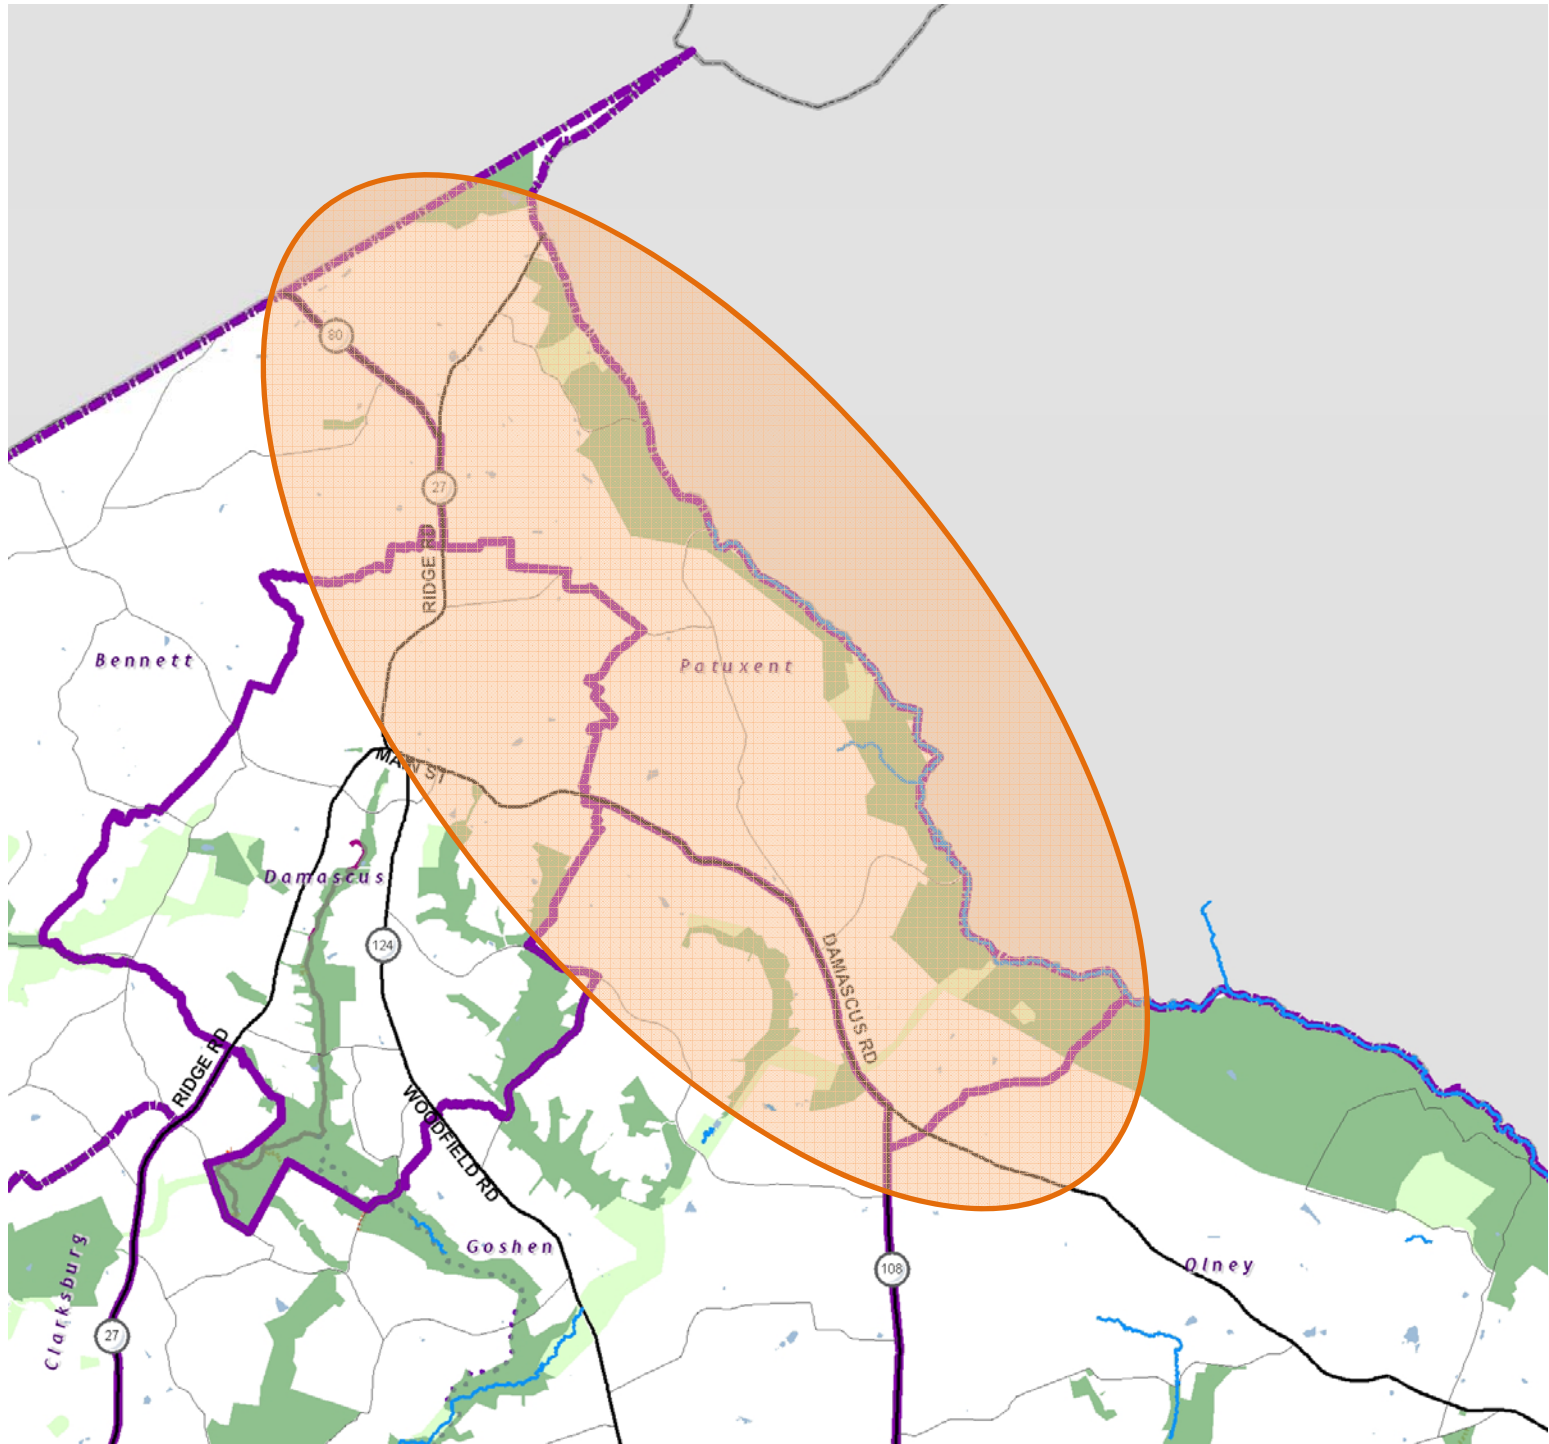 80
27
RIDGE RD
Bennett
Patuxent
MAIN ST
Damascus
124
DAMASCUS RD
RIDGE RD
WOODFIELD RD
Goshen
Olney
Clarksburg
108
27